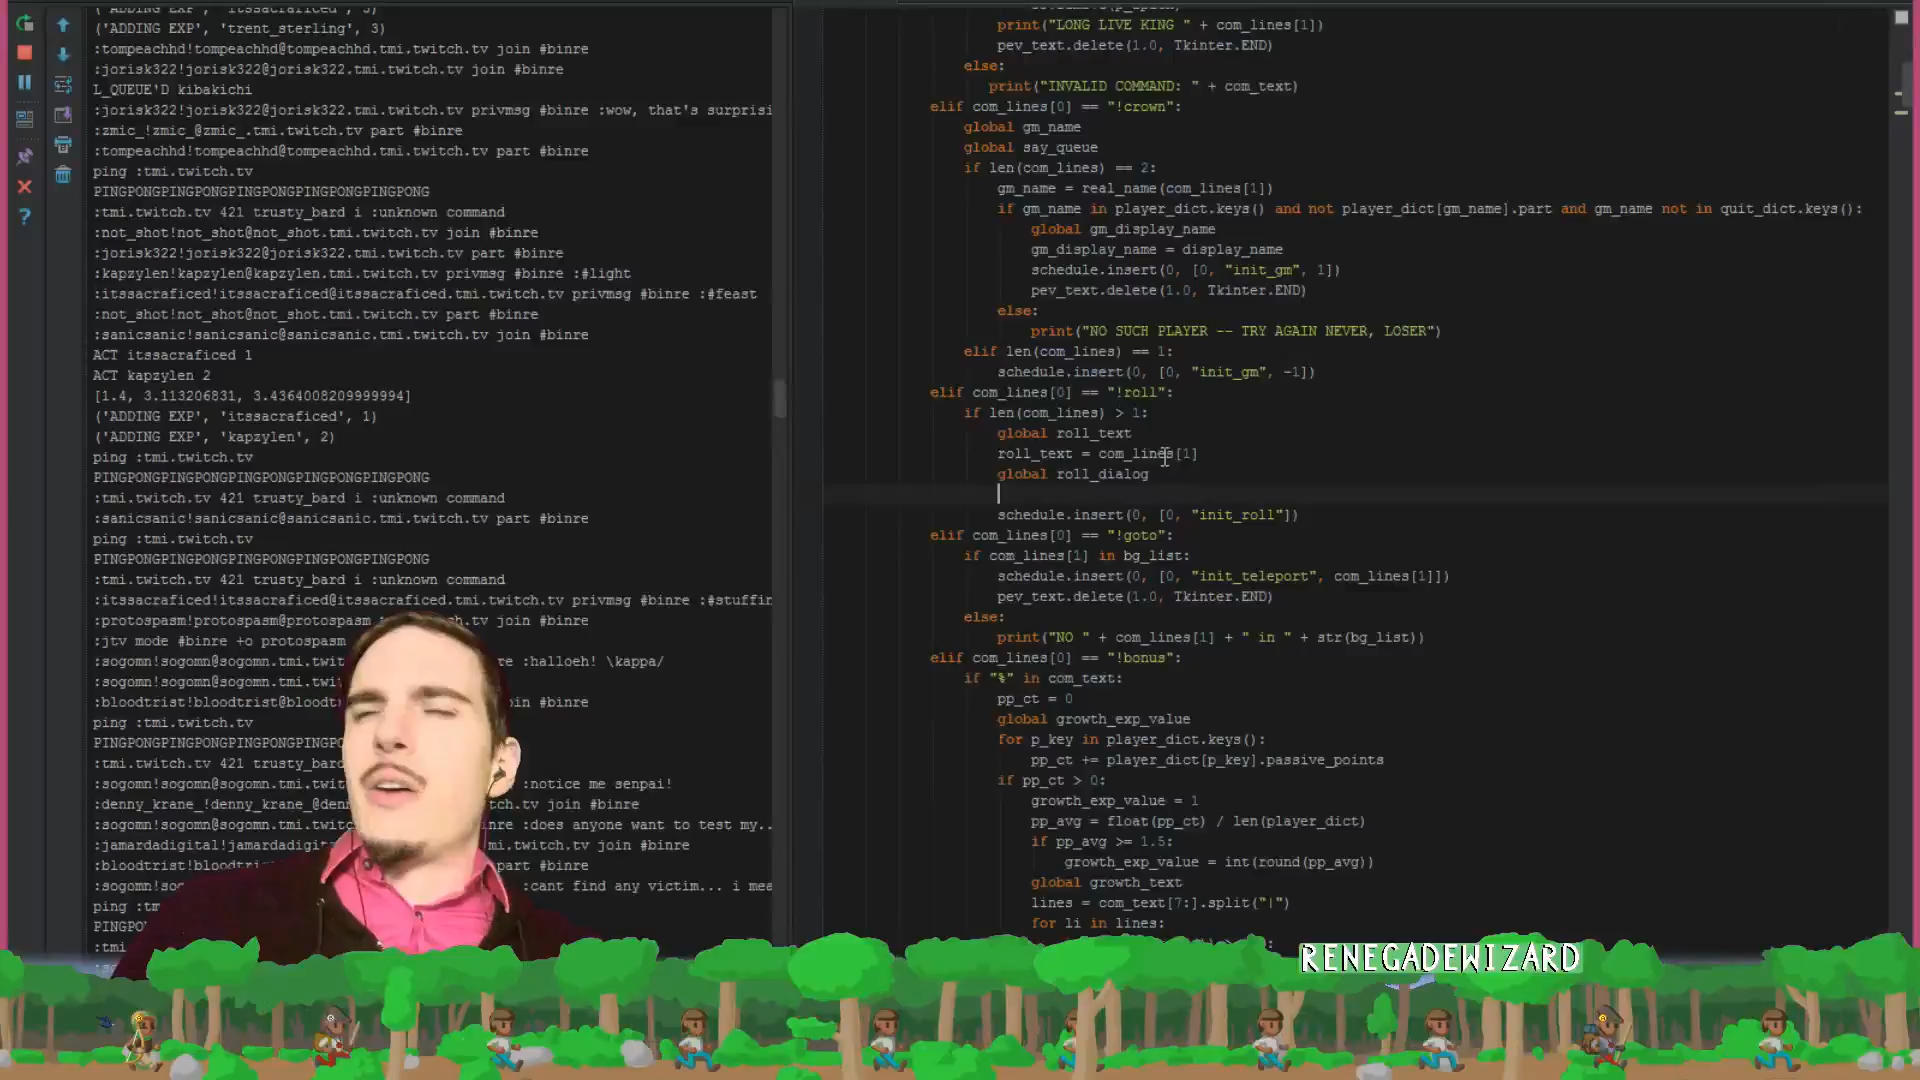 ('ADDING EXP', 'itssacraficed', 3)
('ADDING EXP', 'trent_sterling', 3)
:tompeachhd!tompeachhd@tompeachhd.tmi.twitch.tv join #binre
:jorisk322!jorisk322@jorisk322.tmi.twitch.tv join #binre
L_QUEUE'D kibakichi
:jorisk322!jorisk322@jorisk322.tmi.twitch.tv privmsg #binre :wow, that's surprisi
:zmic_!zmic_@zmic_.tmi.twitch.tv part #binre
:tompeachhd!tompeachhd@tompeachhd.tmi.twitch.tv part #binre
ping :tmi.twitch.tv
PINGPONGPINGPONGPINGPONGPINGPONGPINGPONG
:tmi.twitch.tv 421 trusty_bard i :unknown command
:not_shot!not_shot@not_shot.tmi.twitch.tv join #binre
:jorisk322!jorisk322@jorisk322.tmi.twitch.tv part #binre
:kapzylen!kapzylen@kapzylen.tmi.twitch.tv privmsg #binre :#light
:itssacraficed!itssacraficed@itssacraficed.tmi.twitch.tv privmsg #binre :#feast
:not_shot!not_shot@not_shot.tmi.twitch.tv part #binre
:sanicsanic!sanicsanic@sanicsanic.tmi.twitch.tv join #binre
ACT itssacraficed 1
ACT kapzylen 2
[1.4, 3.113206831, 3.4364008209999994]
('ADDING EXP', 'itssacraficed', 1)
('ADDING EXP', 'kapzylen', 2)
ping :tmi.twitch.tv
PINGPONGPINGPONGPINGPONGPINGPONGPINGPONG
:tmi.twitch.tv 421 trusty_bard i :unknown command
:sanicsanic!sanicsanic@sanicsanic.tmi.twitch.tv part #binre
ping :tmi.twitch.tv
PINGPONGPINGPONGPINGPONGPINGPONGPINGPONG
:tmi.twitch.tv 421 trusty_bard i :unknown command
:itssacraficed!itssacraficed@itssacraficed.tmi.twitch.tv privmsg #binre :#stuffin
:protospasm!protospasm@protospasm.tmi.twitch.tv join #binre
:jtv mode #binre +o protospasm
:sogomn!sogomn@sogomn.tmi.twit re :halloeh! \kappa/
:sogomn!sogomn@sogomn.tmi.twi
:bloodtrist!bloodtrist@bloodt oin #binre
ping :tmi.twitch.tv
PINGPONGPINGPONGPINGPONGPINGP
:tmi.twitch.tv 421 trusty_bard
:sogomn!sogomn@sogomn.tmi.twit :notice me senpai!
:denny_krane_!denny_krane_@den tch.tv join #binre
:sogomn!sogomn@sogomn.tmi.twitc nre :does anyone want to test my..
:jamardadigital!jamardadigit mi.twitch.tv join #binre
:bloodtrist!bloodt part #binre
:sogomn!so :cant find any victim... i mea
ping :tm
PINGPON
:tmi
print("LONG LIVE KING " + com_lines[1])
pev_text.delete(1.0, Tkinter.END)
else:
print("INVALID COMMAND: " + com_text)
elif com_lines[0] == "!crown":
global gm_name
global say_queue
if len(com_lines) == 2:
gm_name = real_name(com_lines[1])
if gm_name in player_dict.keys() and not player_dict[gm_name].part and gm_name not in quit_dict.keys():
global gm_display_name
gm_display_name = display_name
schedule.insert(0, [0, "init_gm", 1])
pev_text.delete(1.0, Tkinter.END)
else:
print("NO SUCH PLAYER -- TRY AGAIN NEVER, LOSER")
elif len(com_lines) == 1:
schedule.insert(0, [0, "init_gm", -1])
elif com_lines[0] == "!roll":
if len(com_lines) > 1:
global roll_text
roll_text = com_lines[1]
global roll_dialog
schedule.insert(0, [0, "init_roll"])
elif com_lines[0] == "!goto":
if com_lines[1] in bg_list:
schedule.insert(0, [0, "init_teleport", com_lines[1]])
pev_text.delete(1.0, Tkinter.END)
else:
print("NO " + com_lines[1] + " in " + str(bg_list))
elif com_lines[0] == "!bonus":
if "%" in com_text:
pp_ct = 0
global growth_exp_value
for p_key in player_dict.keys():
pp_ct += player_dict[p_key].passive_points
if pp_ct > 0:
growth_exp_value = 1
pp_avg = float(pp_ct) / len(player_dict)
if pp_avg >= 1.5:
growth_exp_value = int(round(pp_avg))
global growth_text
lines = com_text[7:].split("|")
for li in lines:
RENEGADEWIZARD